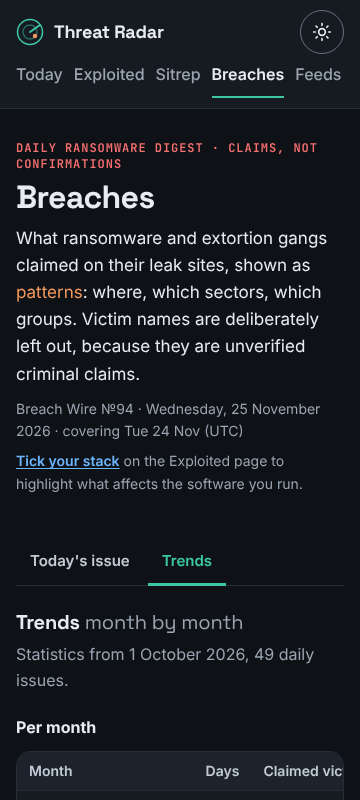 Threat Radar
Today Exploited Sitrep Breaches Feeds
DAILY RANSOMWARE DIGEST · CLAIMS, NOT
CONFIRMATIONS
Breaches
What ransomware and extortion gangs
claimed on their leak sites, shown as
patterns: where, which sectors, which
groups. Victim names are deliberately
left out, because they are unverified
criminal claims.
Breach Wire №94 · Wednesday, 25 November
2026 · covering Tue 24 Nov (UTC)
Tick your stack on the Exploited page to
highlight what affects the software you run.
Today's issue Trends
Trends month by month
Statistics from 1 October 2026, 49 daily
issues.
Per month
Month Days Claimed vic